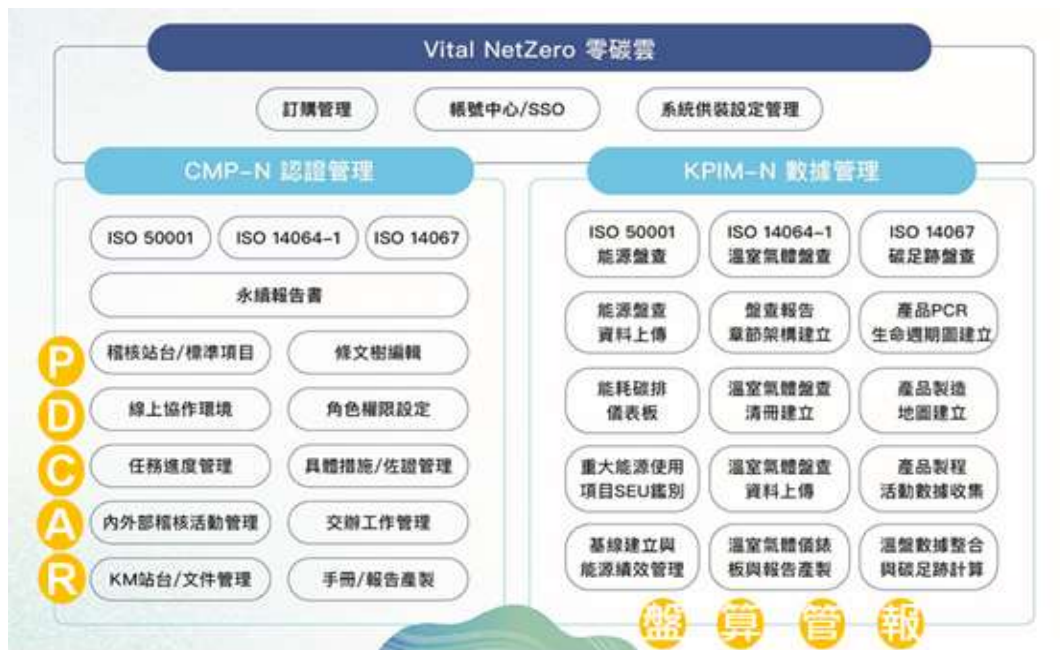 Vital NetZero 零碳雲
訂購管理
帳號中心/SSO
系統供裝設定管理
CMP-N 認證管理
ISO 50001
ISO 14064-1
ISO 14067
永續報告書
P
稽核站台/標準項目
條文樹編輯
D
線上協作環境
角色權限設定
C
任務進度管理
具體措施/佐證管理
A
內外部稽核活動管理
交辦工作管理
R
KM站台/文件管理
手冊/報告產製
KPIM-N 數據管理
ISO 50001
能源盤查
ISO 14064-1
溫室氣體盤查
ISO 14067
碳足跡盤查
能源盤查
資料上傳
盤查報告
章節架構建立
產品PCR
生命週期圖建立
能耗碳排
儀表板
溫室氣體盤查
清冊建立
產品製造
地圖建立
重大能源使用
項目SEU鑑別
溫室氣體盤查
資料上傳
產品製程
活動數據收集
基線建立與
能源績效管理
溫室氣體儀錶
板與報告產製
溫盤數據整合
與碳足跡計算
盤 算 管 報